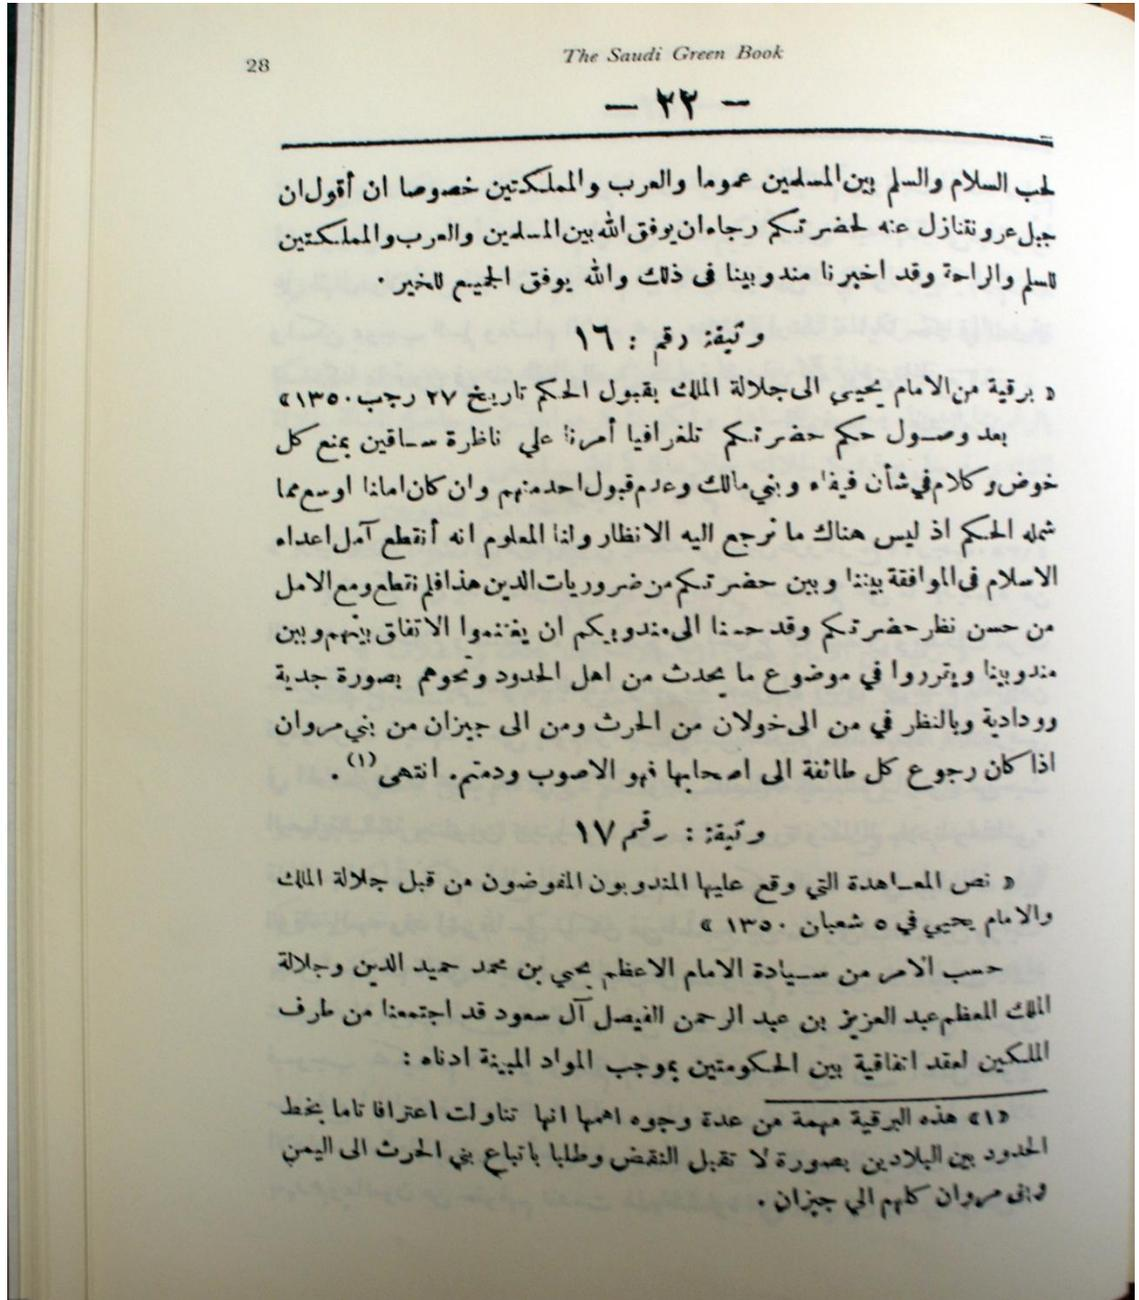 28
The Saudi Green Book
— ٢٢ —
لحب السلام والسلم بين المسلمين عموما والعرب والمملكتين خصوصا ان أقول ان
جبل عرو نتنازل عنه لحضرتكم رجاء ان يوفق الله بين المسلمين والعرب والمملكتين
للسلم والراحة وقد اخبرنا مندوبينا فى ذلك والله يوفق الجميع للخير .
وثيقة رقم : ١٦
« برقية من الامام يحيى الى جلالة الملك بقبول الحكم تاريخ ٢٧ رجب ١٣٥٠»
بعد وصول حكم حضرتكم تلغرافيا أمرنا علي ناظرة ساقين بمنع كل
خوض وكلام في شأن فيفاء وبني مالك وعدم قبول احد منهم وان كان امانا اوسع مما
شمله الحكم اذ ليس هناك ما نرجع اليه الانظار ولنا المعلوم انه أنقطع آمل اعداء
الاسلام فى الموافقة بيننا وبين حضرتكم من ضروريات الدين هذا فلم نقطع ومع الامل
من حسن نظر حضرتكم وقد حسنا الى مندوبيكم ان يغتنموا الاتفاق بينهم وبين
مندوبينا ويترروا في موضوع ما يحدث من اهل الحدود ونحوهم بصورة جدية
وودادية وبالنظر في من الى خولان من الحرث ومن الى جيزان من بني مروان
اذا كان رجوع كل طائفة الى اصحابها فهو الاصوب ودمتم. انتهى (١) .
وثيقة : رقم ١٧
« نص المعاهدة التي وقع عليها المندوبون المفوضون من قبل جلالة الملك
والامام يحيي في ٥ شعبان ١٣٥٠ »
حسب الامر من سيادة الامام الاعظم يحيي بن محمد حميد الدين وجلالة
الملك المعظم عبد العزيز بن عبد الرحمن الفيصل آل سعود قد اجتمعنا من طرف
الملكين لعقد اتفاقية بين الحكومتين بموجب المواد المبينة ادناه :
«١» هذه البرقية مهمة من عدة وجوه اهمها انها تناولت اعترافا تاما بخط
الحدود بين البلادين بصورة لا تقبل النقض وطلبا باتباع بني الحرث الى اليمن
وبنى مروان كلهم الي جيزان .